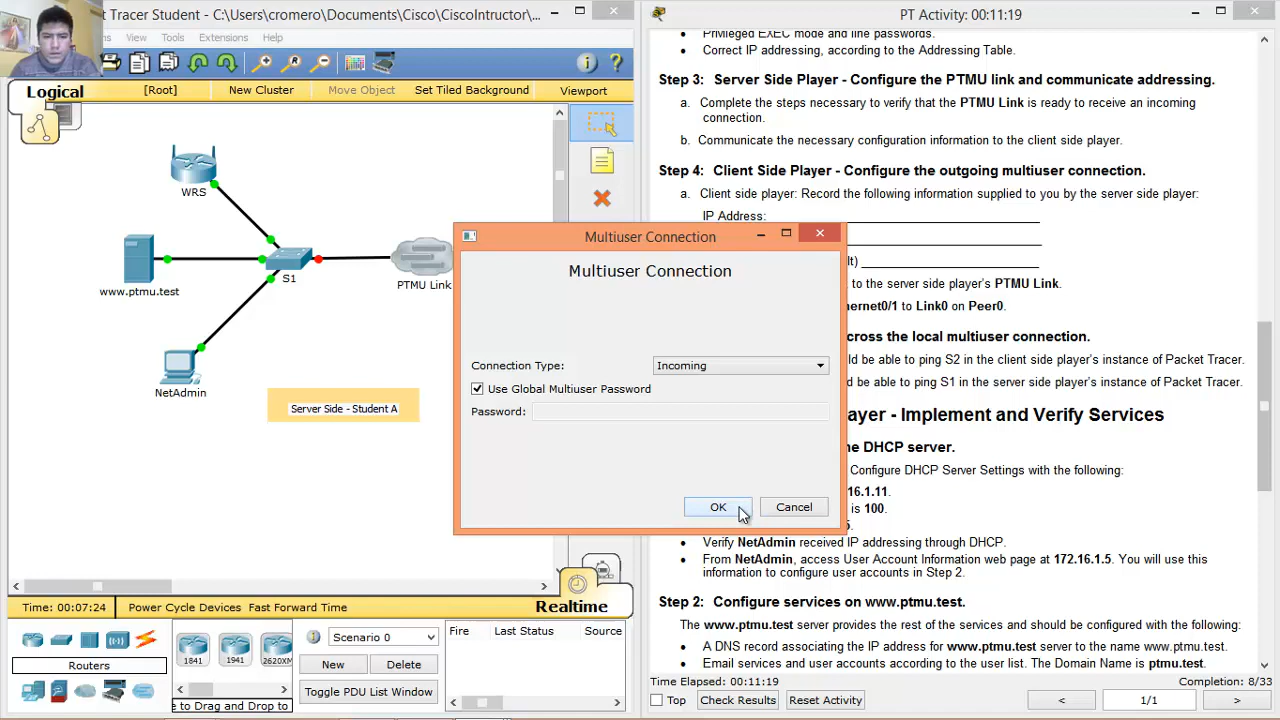 t Tracer Student - C:\Users\cromero\Documents\Cisco\CiscoIntructor\...
View Tools Extensions Help
Logical [Root] New Cluster Move Object Set Tiled Background Viewport
WRS
S1
www.ptmu.test
PTMU Link
NetAdmin
Server Side - Student A
Multiuser Connection
Multiuser Connection
Connection Type: Incoming
Use Global Multiuser Password
Password:
OK Cancel
Time: 00:07:24 Power Cycle Devices Fast Forward Time Realtime
Routers
1841 1941 2620XM
e to Drag and Drop to
Scenario 0
New Delete
Toggle PDU List Window
Fire Last Status Source
PT Activity: 00:11:19
• Privileged EXEC mode and line passwords.
• Correct IP addressing, according to the Addressing Table.
Step 3: Server Side Player - Configure the PTMU link and communicate addressing.
a. Complete the steps necessary to verify that the PTMU Link is ready to receive an incoming
connection.
b. Communicate the necessary configuration information to the client side player.
Step 4: Client Side Player - Configure the outgoing multiuser connection.
a. Client side player: Record the following information supplied to you by the server side player:
IP Address:
lt)
to the server side player's PTMU Link.
ernet0/1 to Link0 on Peer0.
cross the local multiuser connection.
ld be able to ping S2 in the client side player's instance of Packet Tracer.
d be able to ping S1 in the server side player's instance of Packet Tracer.
ayer - Implement and Verify Services
he DHCP server.
Configure DHCP Server Settings with the following:
16.1.11.
is 100.
5.
• Verify NetAdmin received IP addressing through DHCP.
• From NetAdmin, access User Account Information web page at 172.16.1.5. You will use this
information to configure user accounts in Step 2.
Step 2: Configure services on www.ptmu.test.
The www.ptmu.test server provides the rest of the services and should be configured with the following:
• A DNS record associating the IP address for www.ptmu.test server to the name www.ptmu.test.
• Email services and user accounts according to the user list. The Domain Name is ptmu.test.
Time Elapsed: 00:11:19 Completion: 8/33
Top Check Results Reset Activity < 1/1 >